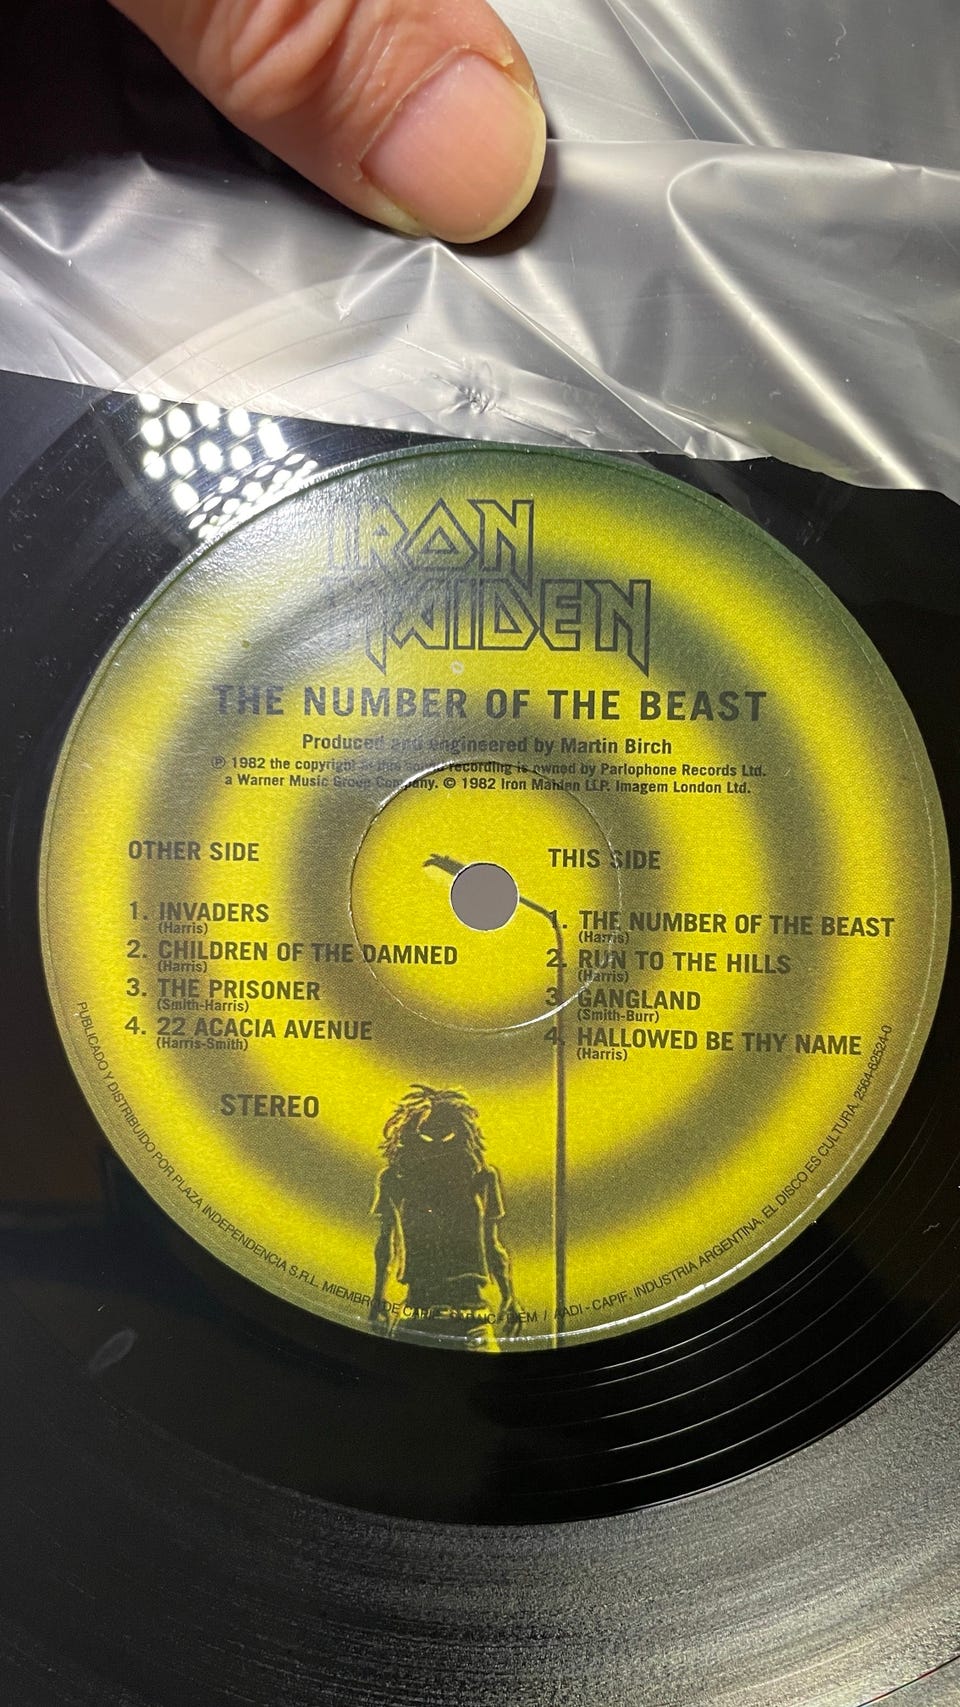 IRON
MAIDEN
THE NUMBER OF THE BEAST
Produced and engineered by Martin Birch
℗ 1982 the copyright in this sound recording is owned by Parlophone Records Ltd.
a Warner Music Group Company. © 1982 Iron Maiden LLP. Imagem London Ltd.
OTHER SIDE
1. INVADERS
(Harris)
2. CHILDREN OF THE DAMNED
(Harris)
3. THE PRISONER
(Smith-Harris)
4. 22 ACACIA AVENUE
(Harris-Smith)
STEREO
THIS SIDE
1. THE NUMBER OF THE BEAST
(Harris)
2. RUN TO THE HILLS
(Harris)
3. GANGLAND
(Smith-Burr)
4. HALLOWED BE THY NAME
(Harris)
PUBLICADO Y DISTRIBUIDO POR PLAZA INDEPENDENCIA S.R.L. MIEMBRO DE CAPIF. / AADI - CAPIF. INDUSTRIA ARGENTINA. EL DISCO ES CULTURA. 2564-62524-0